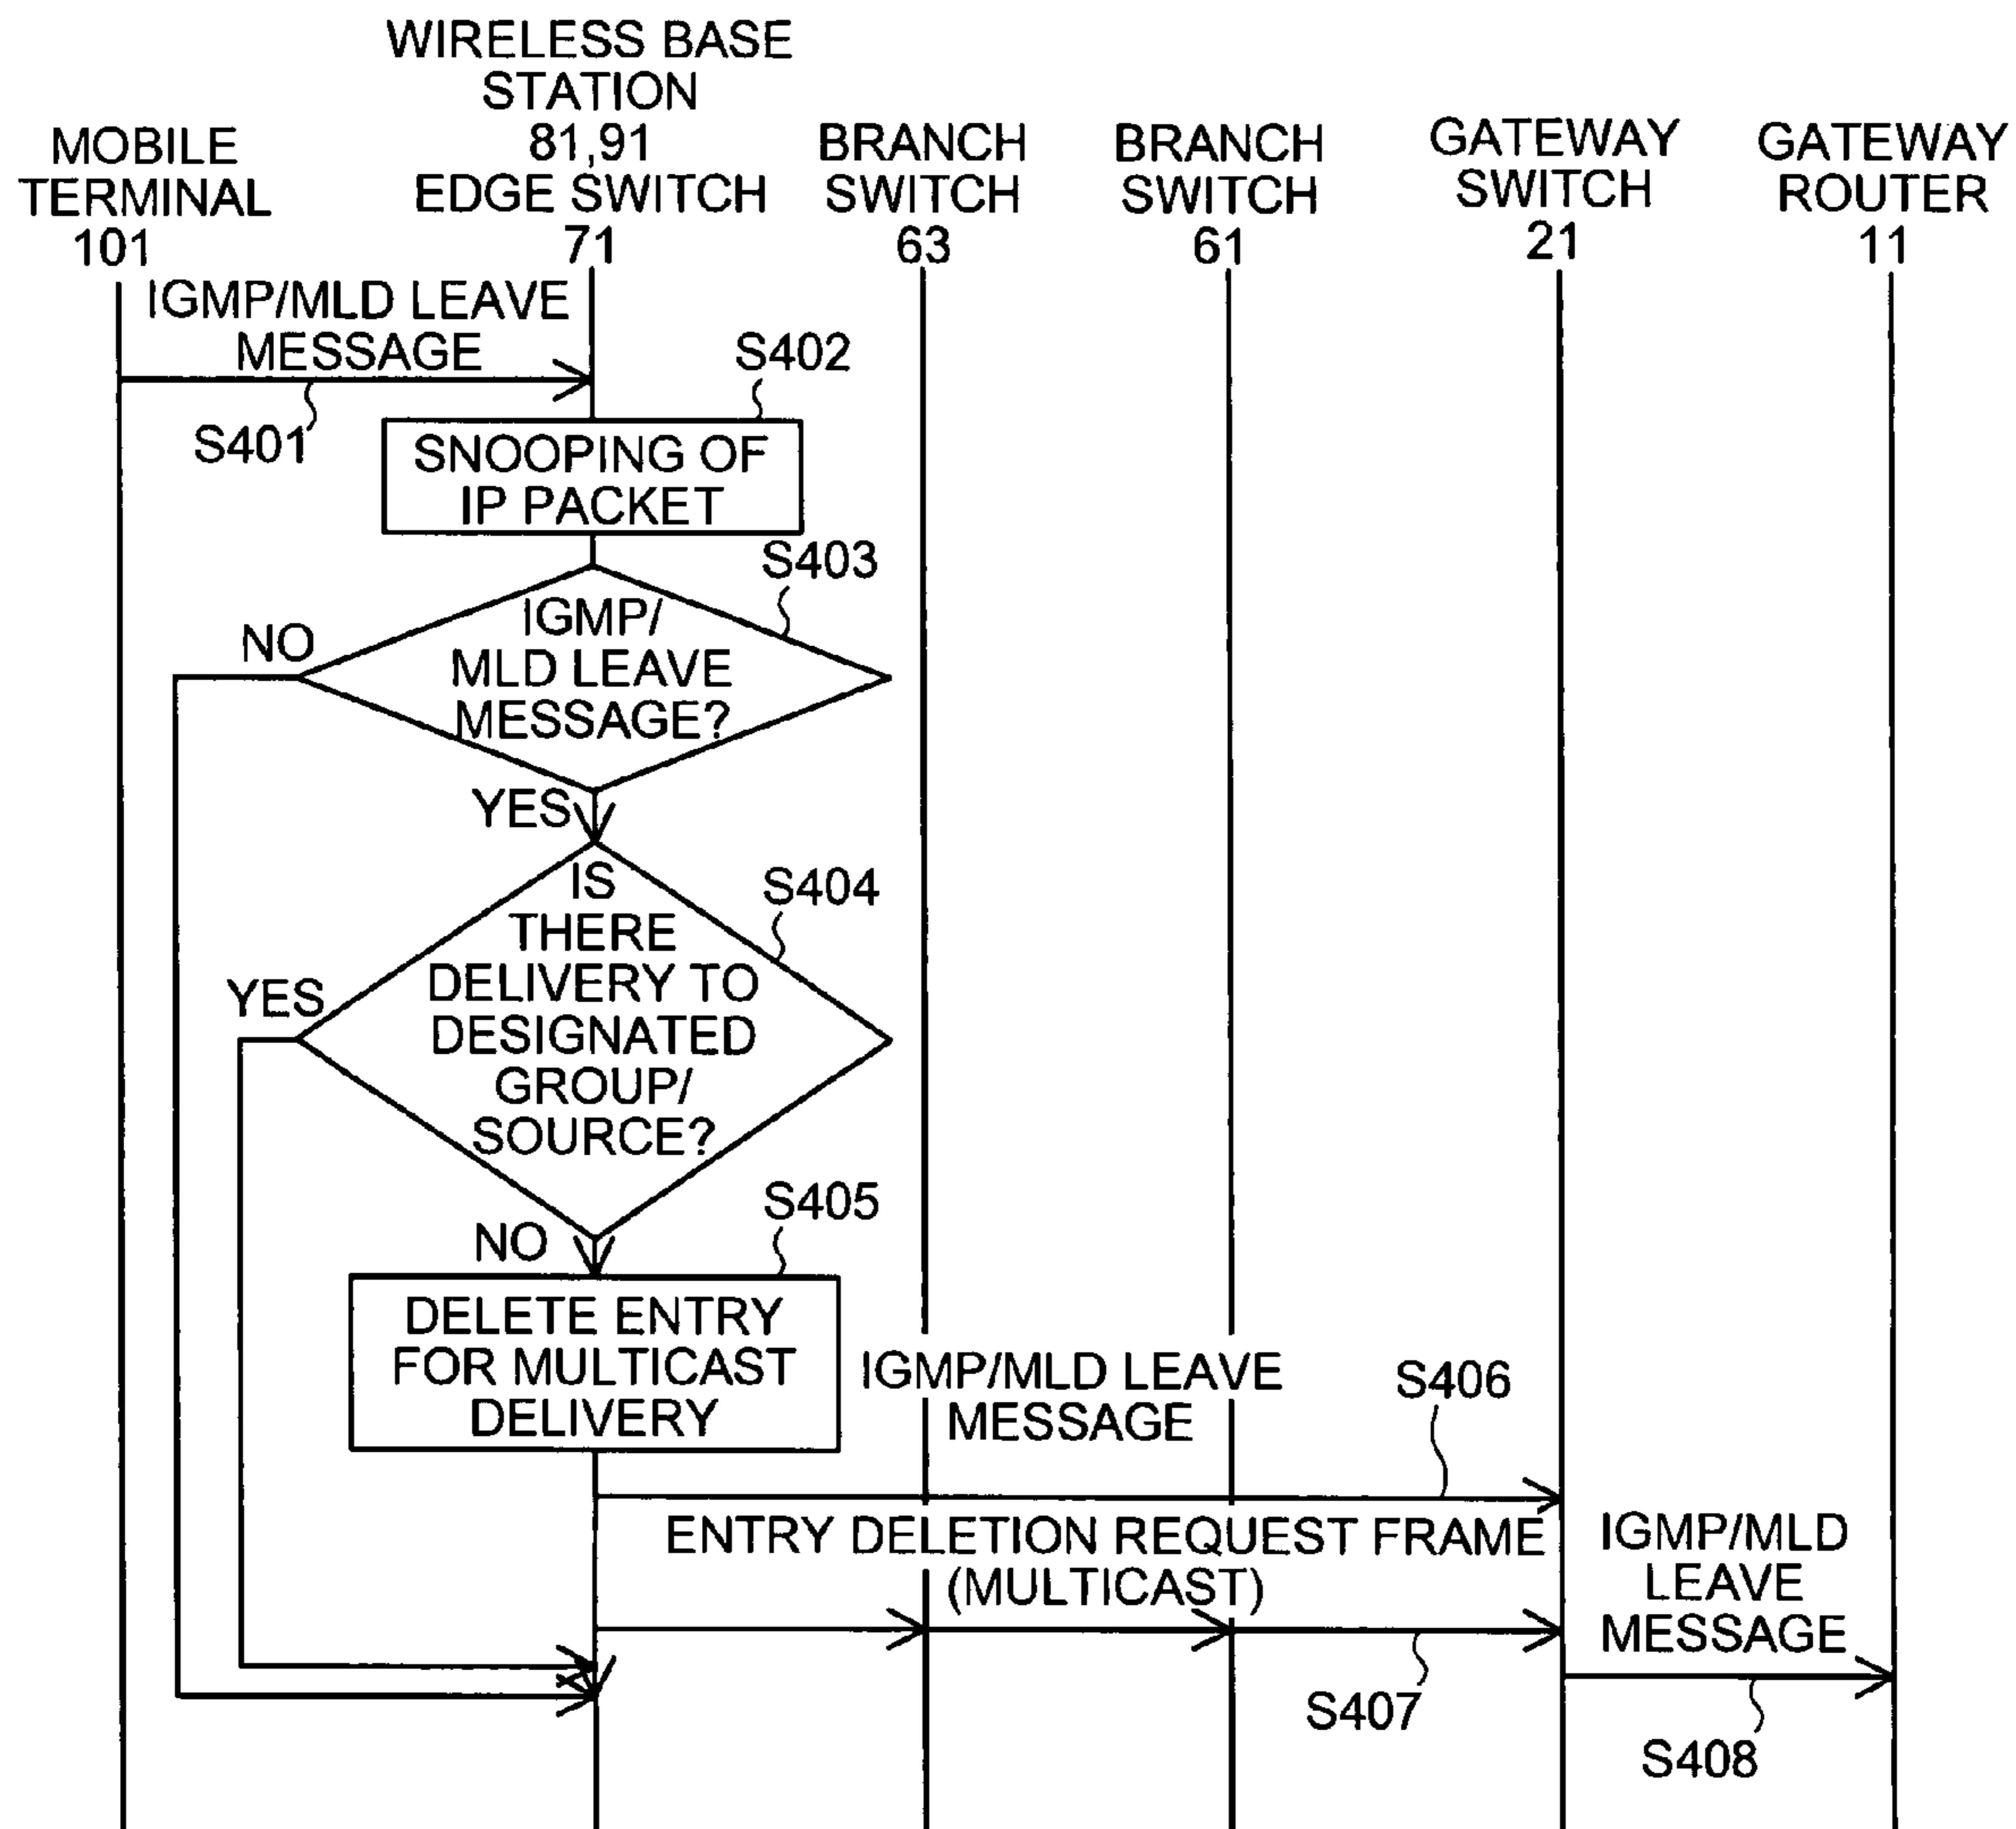 WIRELESS BASE
STATION
81,91
EDGE SWITCH
71
MOBILE
TERMINAL
101
BRANCH
SWITCH
63
BRANCH
SWITCH
61
GATEWAY
SWITCH
21
GATEWAY
ROUTER
11
IGMP/MLD LEAVE
MESSAGE
S401
S402
SNOOPING OF
IP PACKET
S403
IGMP/
MLD LEAVE
MESSAGE?
NO
YES
S404
IS
THERE
DELIVERY TO
DESIGNATED
GROUP/
SOURCE?
YES
NO
S405
DELETE ENTRY
FOR MULTICAST
DELIVERY
IGMP/MLD LEAVE
MESSAGE
S406
ENTRY DELETION REQUEST FRAME
(MULTICAST)
S407
IGMP/MLD
LEAVE
MESSAGE
S408